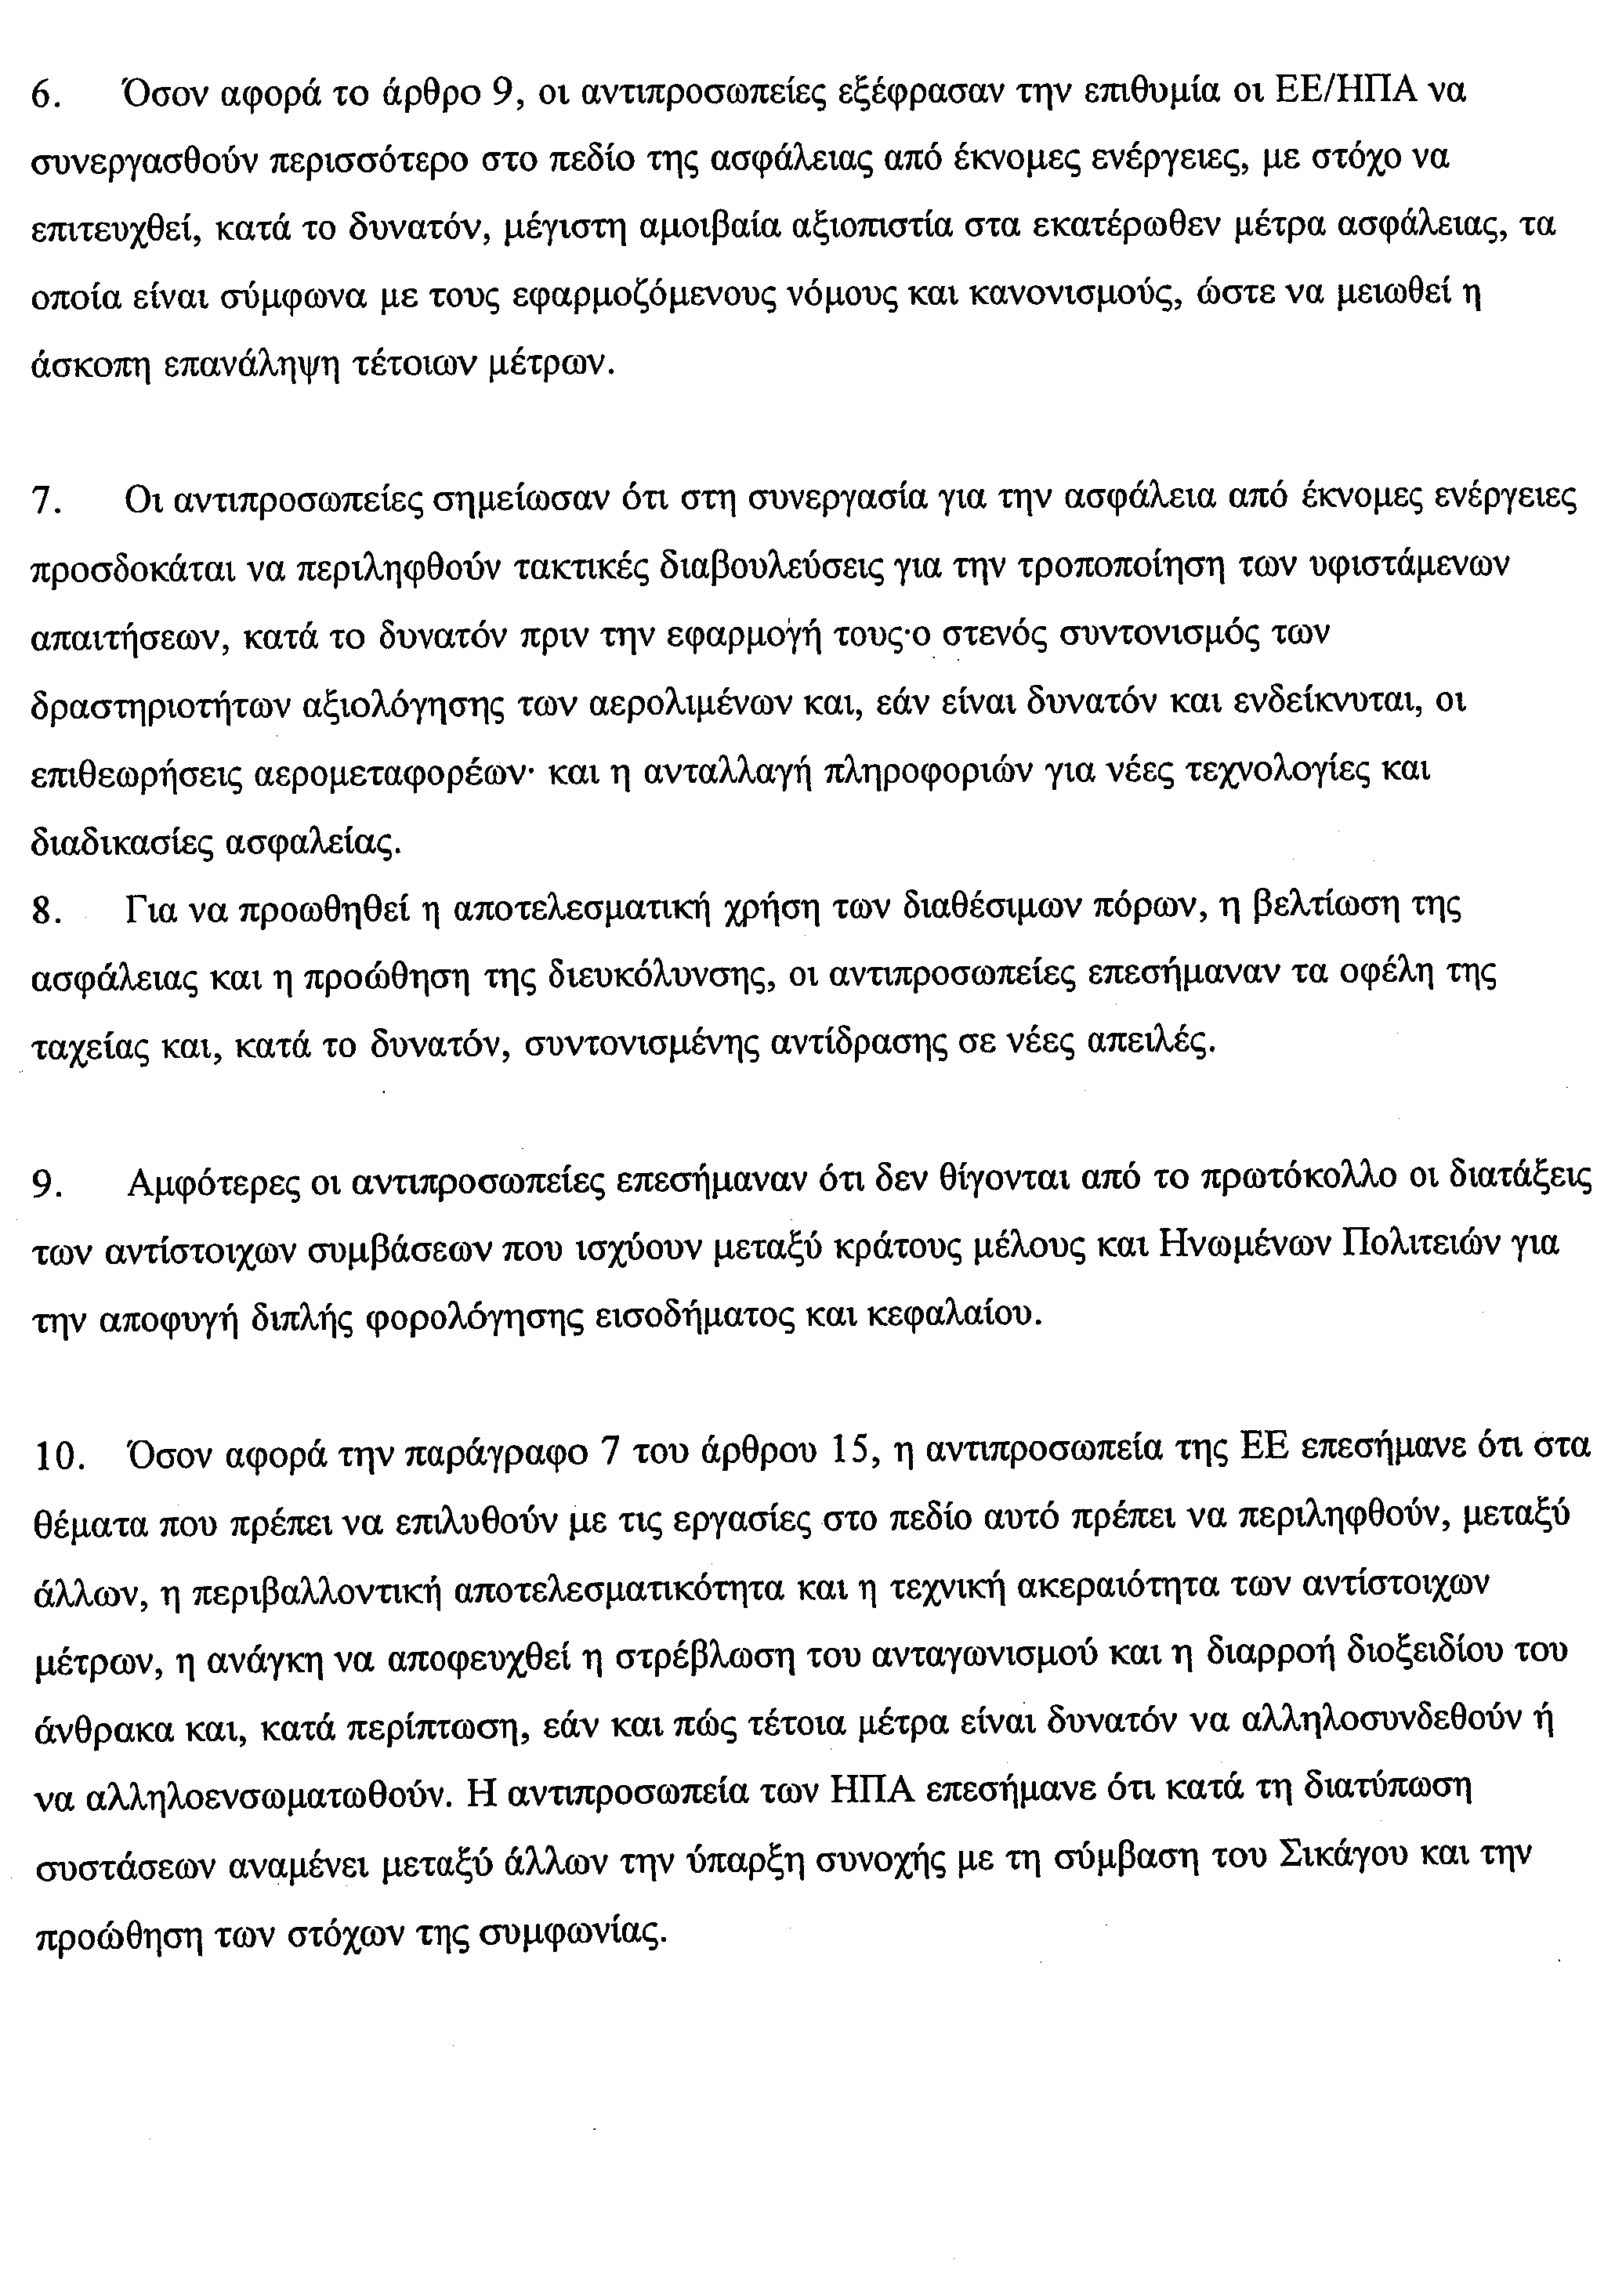 6. Όσον αφορά το άρθρο 9, οι αντιπροσωπείες εξέφρασαν την επιθυμία οι ΕΕ/ΗΠΑ να
συνεργασθούν περισσότερο στο πεδίο της ασφάλειας από έκνομες ενέργειες, με στόχο να
επιτευχθεί, κατά το δυνατόν, μέγιστη αμοιβαία αξιοπιστία στα εκατέρωθεν μέτρα ασφάλειας, τα
οποία είναι σύμφωνα με τους εφαρμοζόμενους νόμους και κανονισμούς, ώστε να μειωθεί η
άσκοπη επανάληψη τέτοιων μέτρων.
7. Οι αντιπροσωπείες σημείωσαν ότι στη συνεργασία για την ασφάλεια από έκνομες ενέργειες
προσδοκάται να περιληφθούν τακτικές διαβουλεύσεις για την τροποποίηση των υφιστάμενων
απαιτήσεων, κατά το δυνατόν πριν την εφαρμογή τους·ο στενός συντονισμός των
δραστηριοτήτων αξιολόγησης των αερολιμένων και, εάν είναι δυνατόν και ενδείκνυται, οι
επιθεωρήσεις αερομεταφορέων· και η ανταλλαγή πληροφοριών για νέες τεχνολογίες και
διαδικασίες ασφαλείας.
8. Για να προωθηθεί η αποτελεσματική χρήση των διαθέσιμων πόρων, η βελτίωση της
ασφάλειας και η προώθηση της διευκόλυνσης, οι αντιπροσωπείες επεσήμαναν τα οφέλη της
ταχείας και, κατά το δυνατόν, συντονισμένης αντίδρασης σε νέες απειλές.
9. Αμφότερες οι αντιπροσωπείες επεσήμαναν ότι δεν θίγονται από το πρωτόκολλο οι διατάξεις
των αντίστοιχων συμβάσεων που ισχύουν μεταξύ κράτους μέλους και Ηνωμένων Πολιτειών για
την αποφυγή διπλής φορολόγησης εισοδήματος και κεφαλαίου.
10. Όσον αφορά την παράγραφο 7 του άρθρου 15, η αντιπροσωπεία της ΕΕ επεσήμανε ότι στα
θέματα που πρέπει να επιλυθούν με τις εργασίες στο πεδίο αυτό πρέπει να περιληφθούν, μεταξύ
άλλων, η περιβαλλοντική αποτελεσματικότητα και η τεχνική ακεραιότητα των αντίστοιχων
μέτρων, η ανάγκη να αποφευχθεί η στρέβλωση του ανταγωνισμού και η διαρροή διοξειδίου του
άνθρακα και, κατά περίπτωση, εάν και πώς τέτοια μέτρα είναι δυνατόν να αλληλοσυνδεθούν ή
να αλληλοενσωματωθούν. Η αντιπροσωπεία των ΗΠΑ επεσήμανε ότι κατά τη διατύπωση
συστάσεων αναμένει μεταξύ άλλων την ύπαρξη συνοχής με τη σύμβαση του Σικάγου και την
προώθηση των στόχων της συμφωνίας.